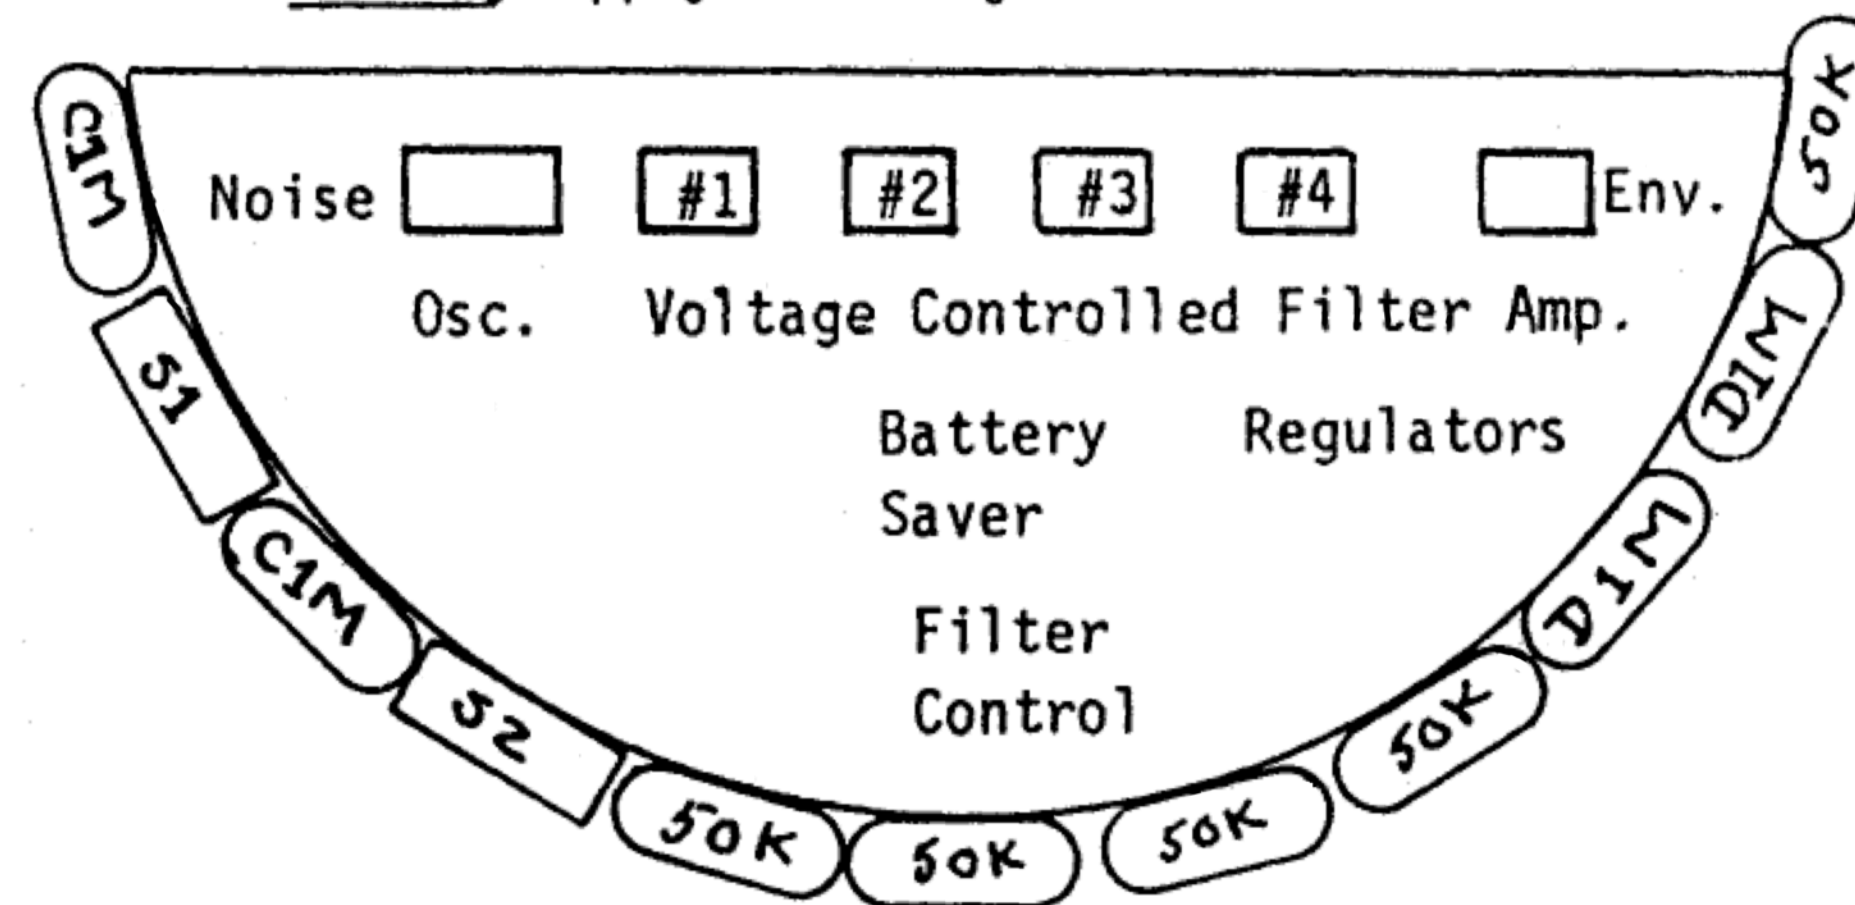 Noise #1 #2 #3 #4 Env.
Osc. Voltage Controlled Filter Amp.
Battery Regulators
Saver
Filter
Control
C1M
S1
C1M
S2
50K
50K
50K
50K
D1M
D1M
50K